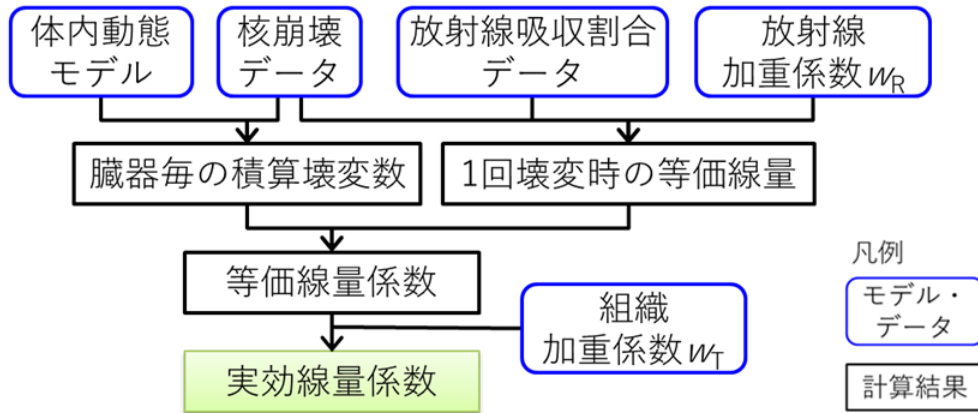 体内動態
モデル
核崩壊
データ
放射線吸収割合
データ
放射線
加重係数wR
臓器毎の積算壊変数
1回壊変時の等価線量
等価線量係数
組織
加重係数wT
実効線量係数
凡例
モデル・
データ
計算結果